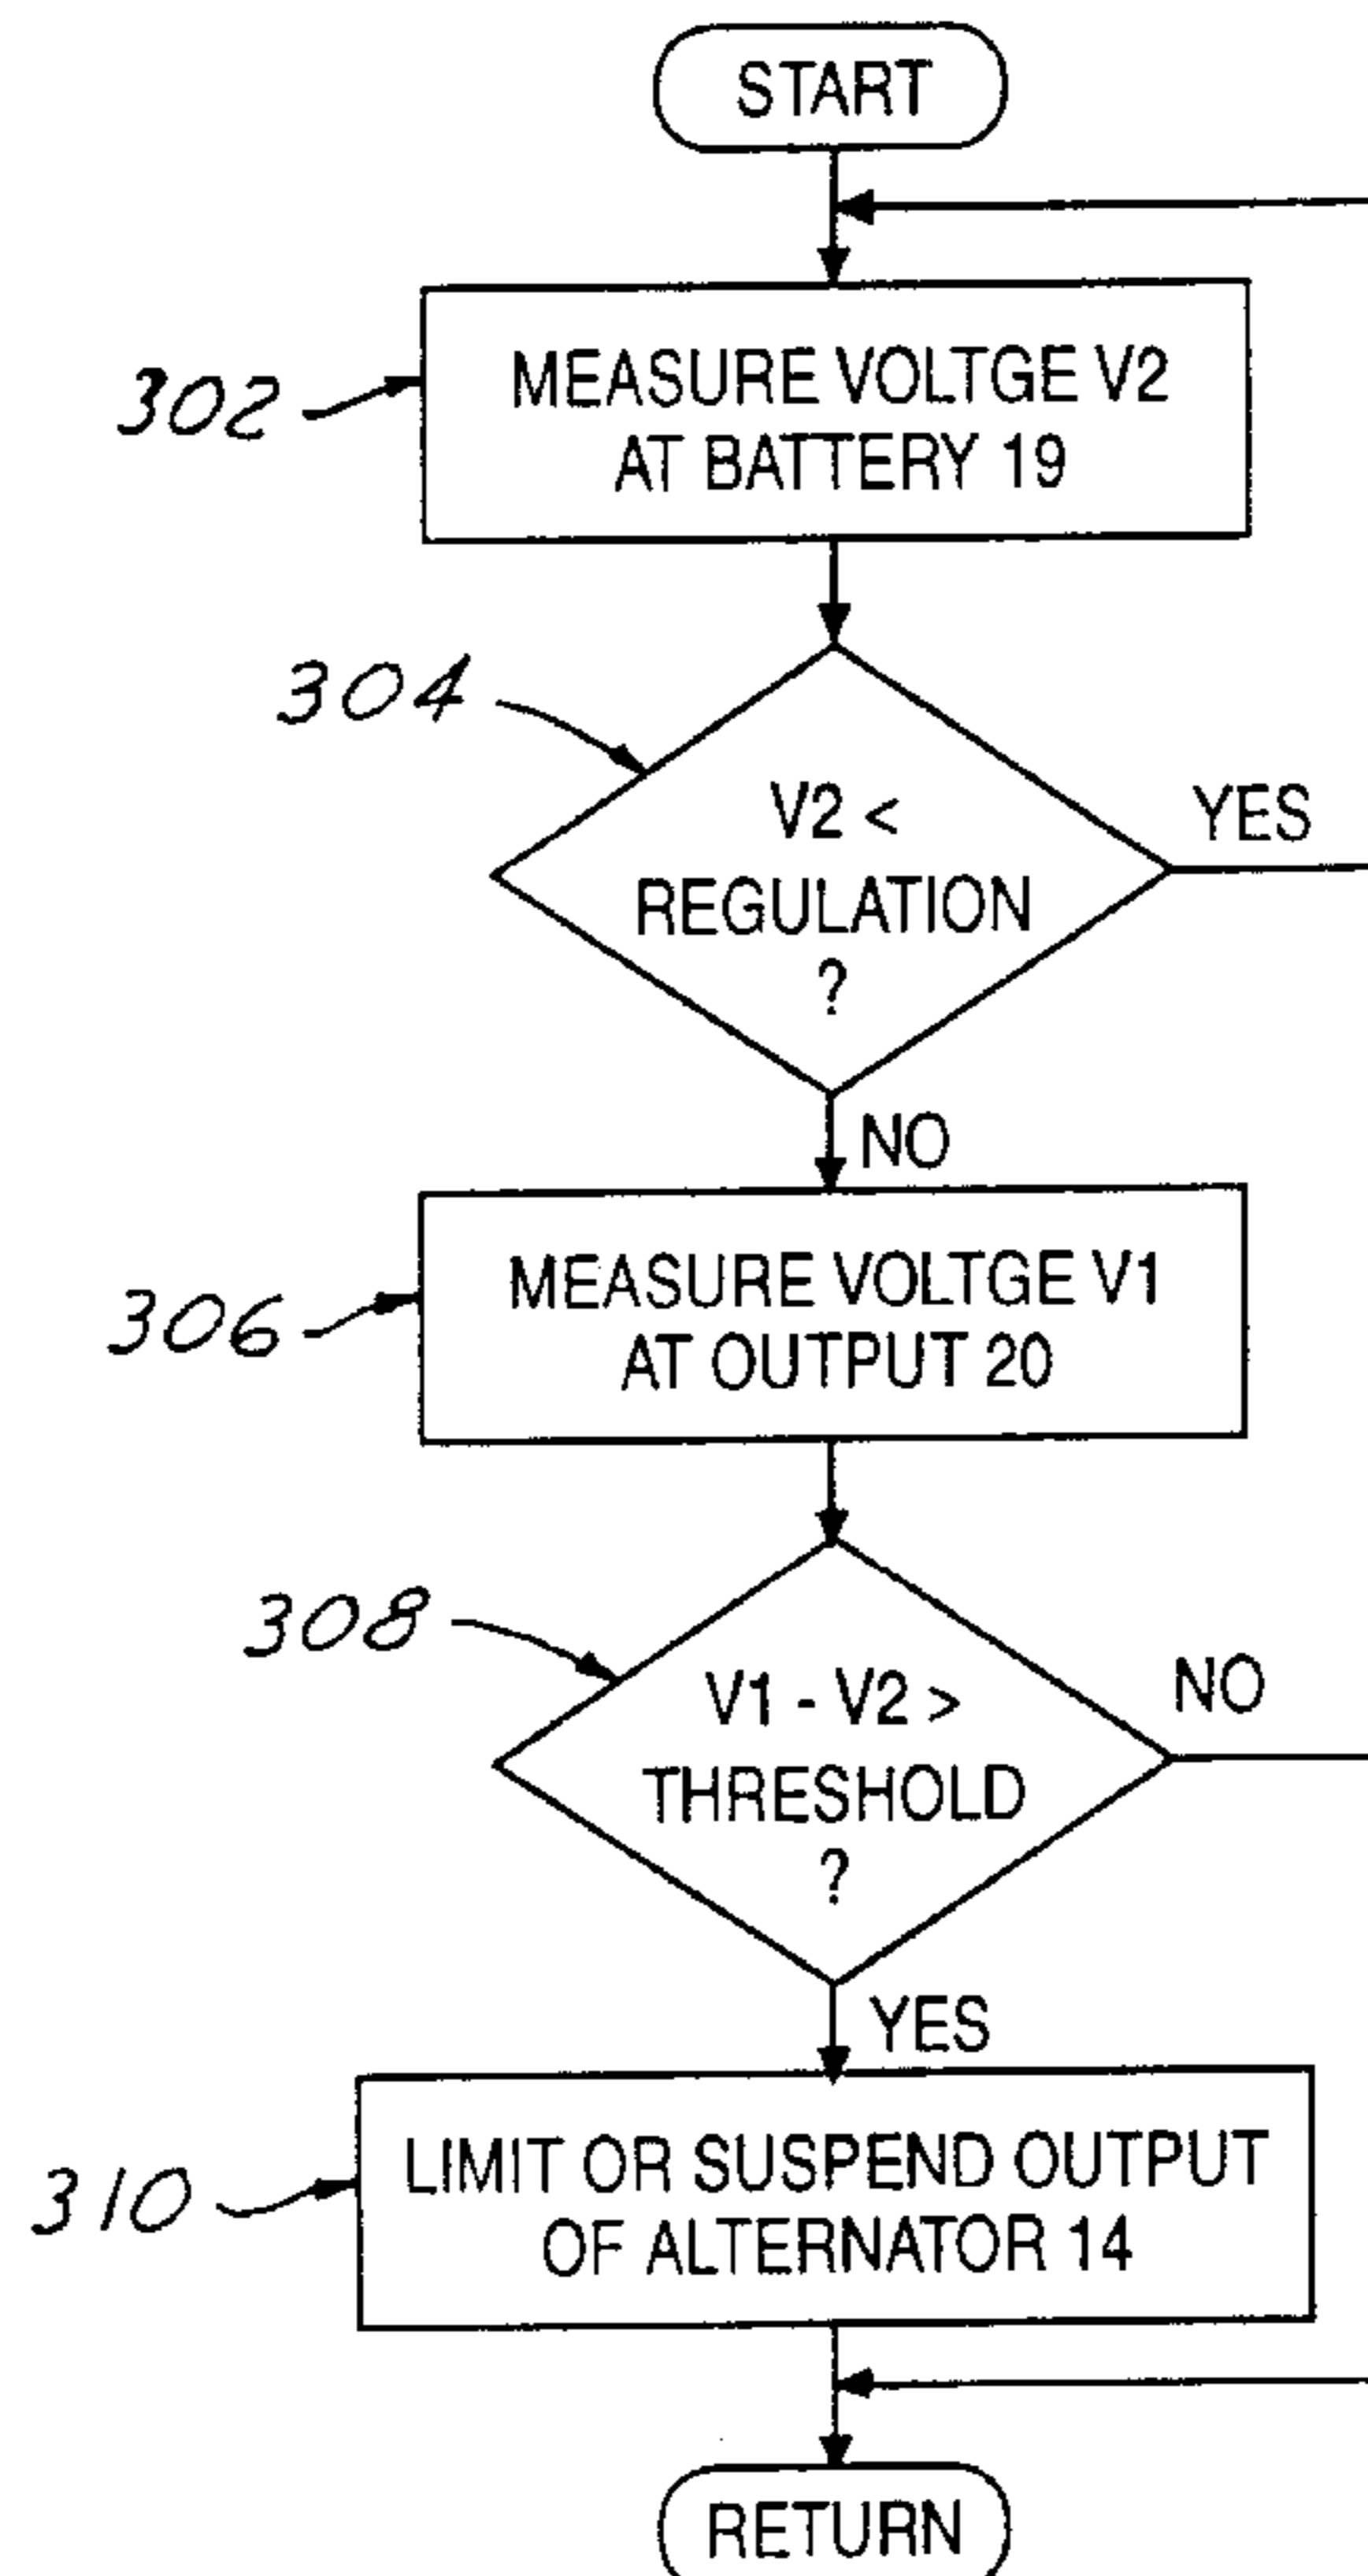 START
302
MEASURE VOLTGE V2
AT BATTERY 19
304
V2 <
REGULATION
?
YES
NO
306
MEASURE VOLTGE V1
AT OUTPUT 20
308
V1 - V2 >
THRESHOLD
?
NO
YES
310
LIMIT OR SUSPEND OUTPUT
OF ALTERNATOR 14
RETURN